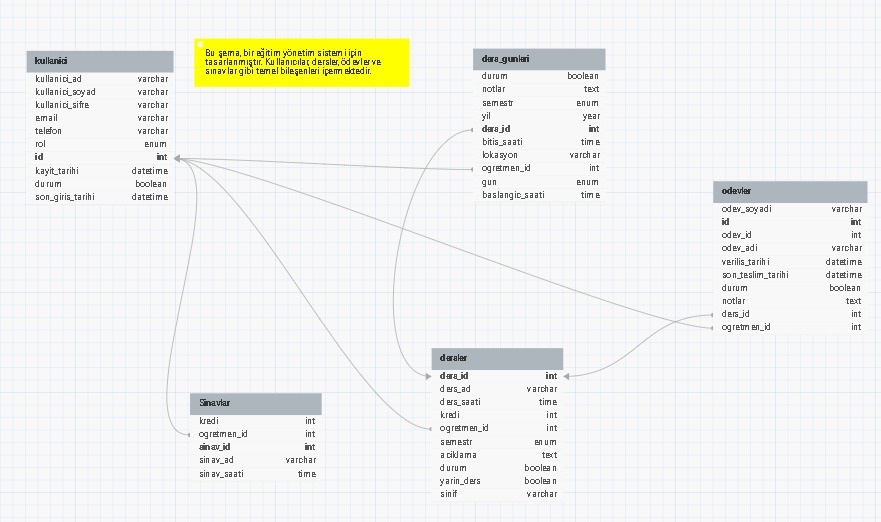 kullanici
kullanici_ad varchar
kullanici_soyad varchar
kullanici_sifre varchar
email varchar
telefon varchar
rol enum
id int
kayit_tarihi datetime
durum boolean
son_giris_tarihi datetime
Bu şema, bir eğitim yönetim sistemi için
tasarlanmıştır. Kullanıcılar, dersler, ödevler ve
sınavlar gibi temel bileşenleri içermektedir.
ders_gunleri
durum boolean
notlar text
semestr enum
yil year
ders_id int
bitis_saati time
lokasyon varchar
ogretmen_id int
gun enum
baslangic_saati time
odevler
odev_soyadi varchar
id int
odev_id int
odev_adi varchar
verilis_tarihi datetime
son_teslim_tarihi datetime
durum boolean
notlar text
ders_id int
ogretmen_id int
dersler
ders_id int
ders_ad varchar
ders_saati time
kredi int
ogretmen_id int
semestr enum
aciklama text
durum boolean
yarin_ders boolean
sinif varchar
Sinavlar
kredi int
ogretmen_id int
sinav_id int
sinav_ad varchar
sinav_saati time